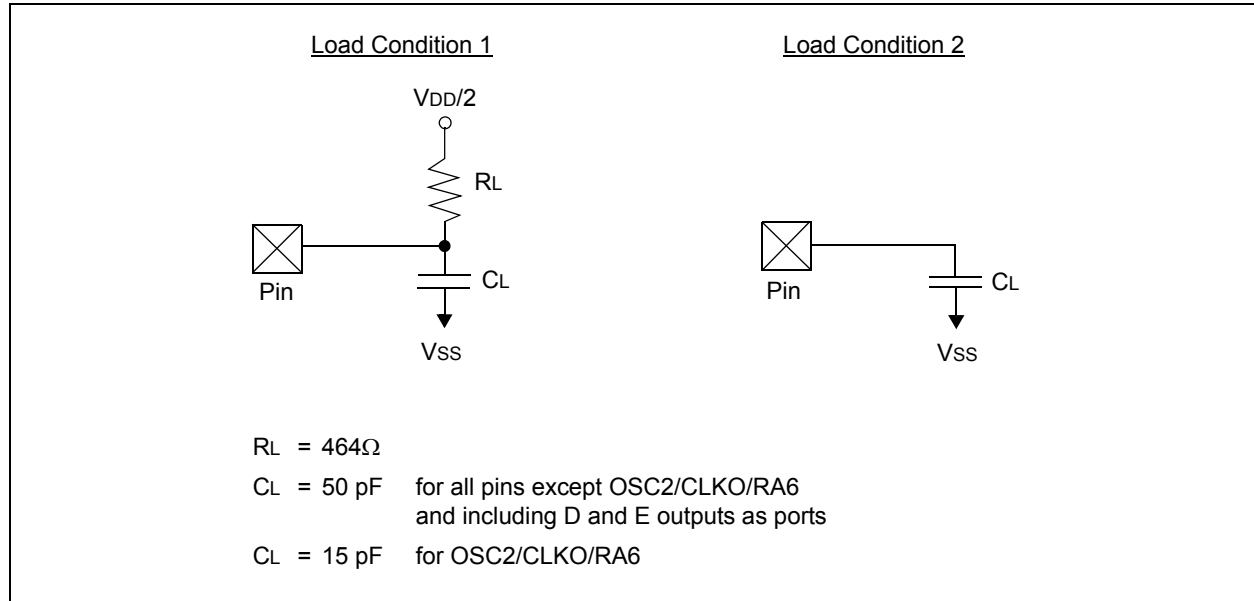 Load Condition 1
Load Condition 2
VDD/2
RL
Pin
CL
VSS
Pin
CL
VSS
RL = 464Ω
CL = 50 pF for all pins except OSC2/CLKO/RA6
and including D and E outputs as ports
CL = 15 pF for OSC2/CLKO/RA6